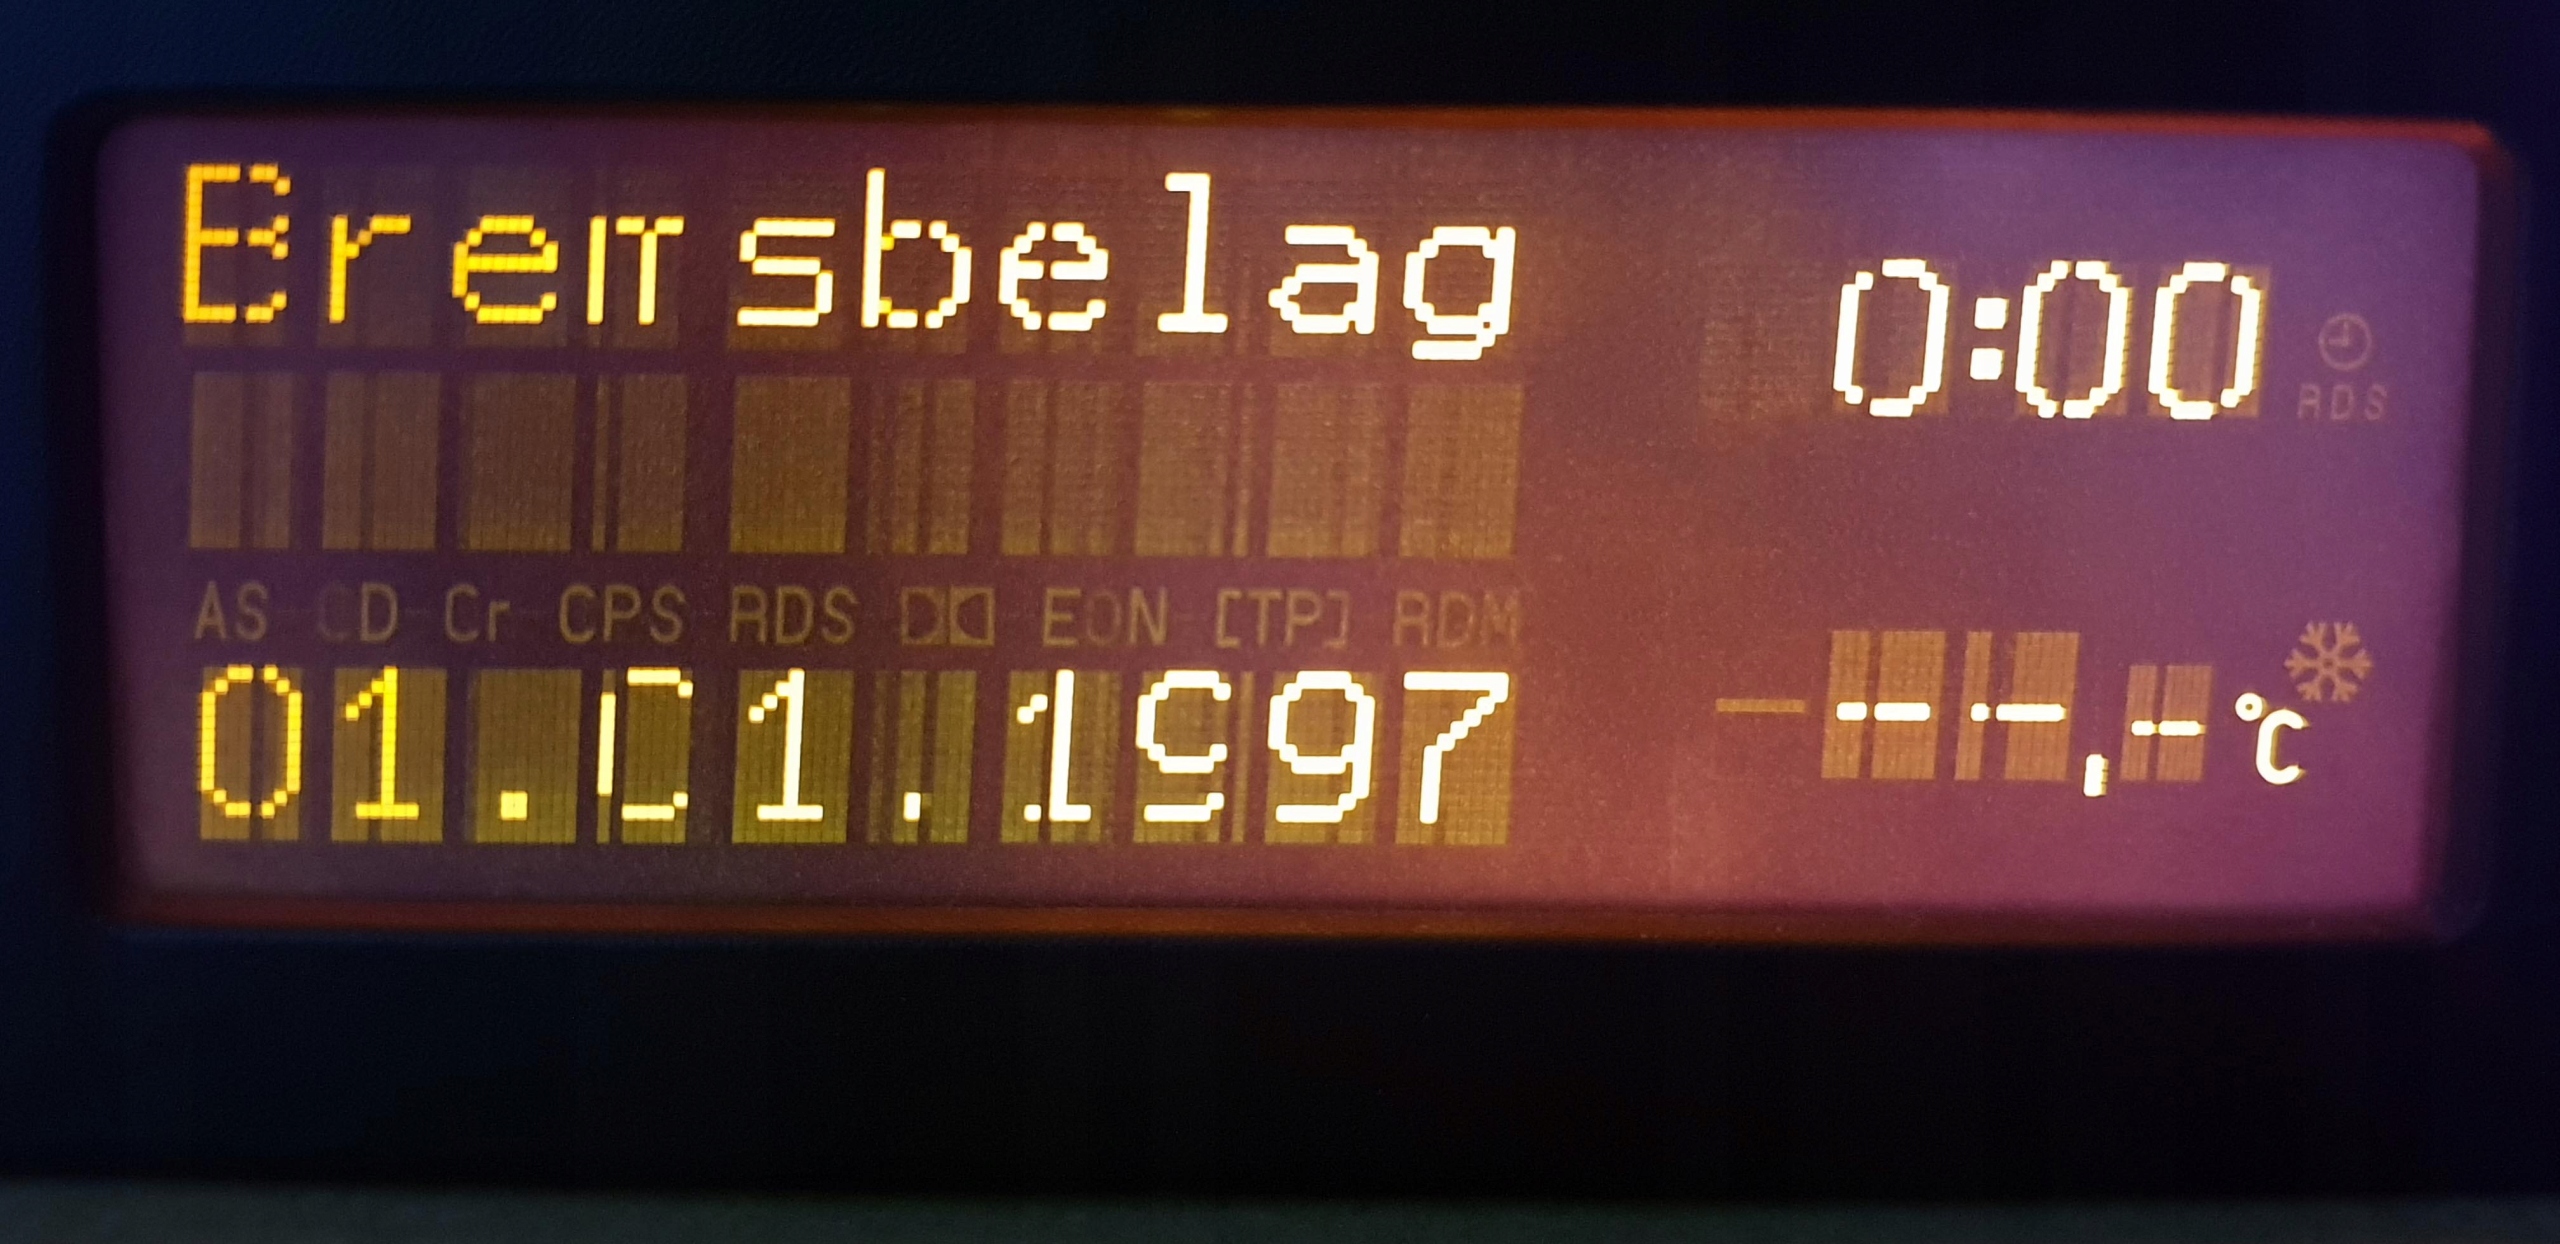 Bremsbelag
0:00
RDS
AS CD Cr CPS RDS EON [TP] RDM
01.01.1997
--,-°C